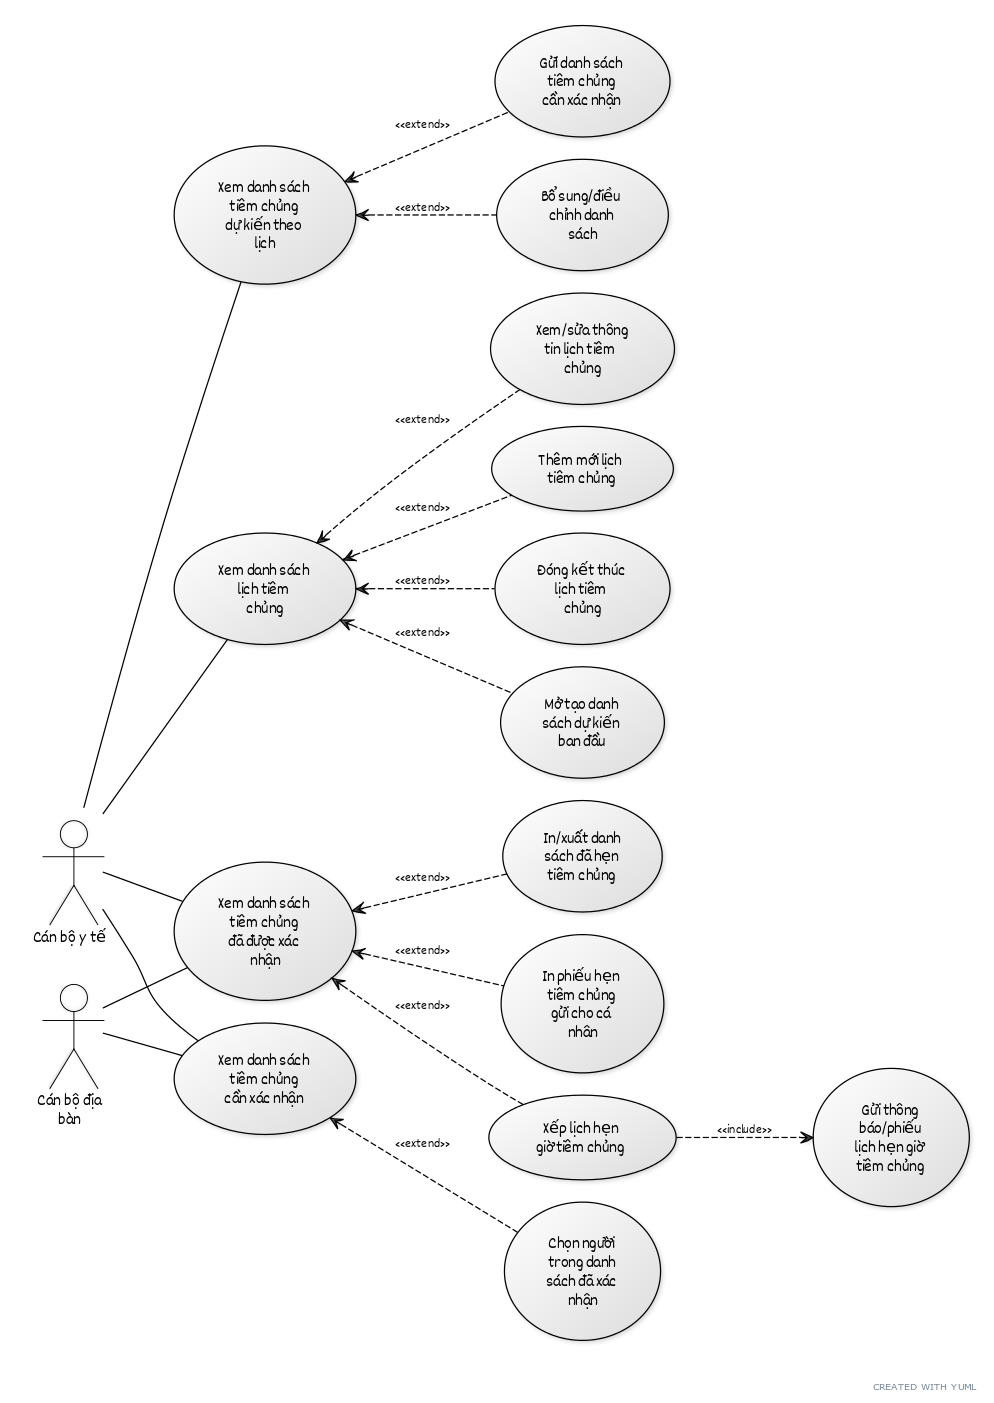 Gửi danh sách
tiêm chủng
cần xác nhận
<<extend>>
Xem danh sách
tiêm chủng
dự kiến theo
lịch
<<extend>>
Bổ sung/điều
chỉnh danh
sách
Xem/sửa thông
tin lịch tiêm
chủng
<<extend>>
Thêm mới lịch
tiêm chủng
<<extend>>
Xem danh sách
lịch tiêm
chủng
<<extend>>
Đóng kết thúc
lịch tiêm
chủng
<<extend>>
Mở tạo danh
sách dự kiến
ban đầu
In/xuất danh
sách đã hẹn
tiêm chủng
<<extend>>
Cán bộ y tế
Xem danh sách
tiêm chủng
đã được xác
nhận
<<extend>>
In phiếu hẹn
tiêm chủng
gửi cho cá
nhân
<<extend>>
Cán bộ địa
bàn
Xem danh sách
tiêm chủng
cần xác nhận
Xếp lịch hẹn
giờ tiêm chủng
<<include>>
Gửi thông
báo/phiếu
lịch hẹn giờ
tiêm chủng
<<extend>>
Chọn người
trong danh
sách đã xác
nhận
CREATED WITH YUML